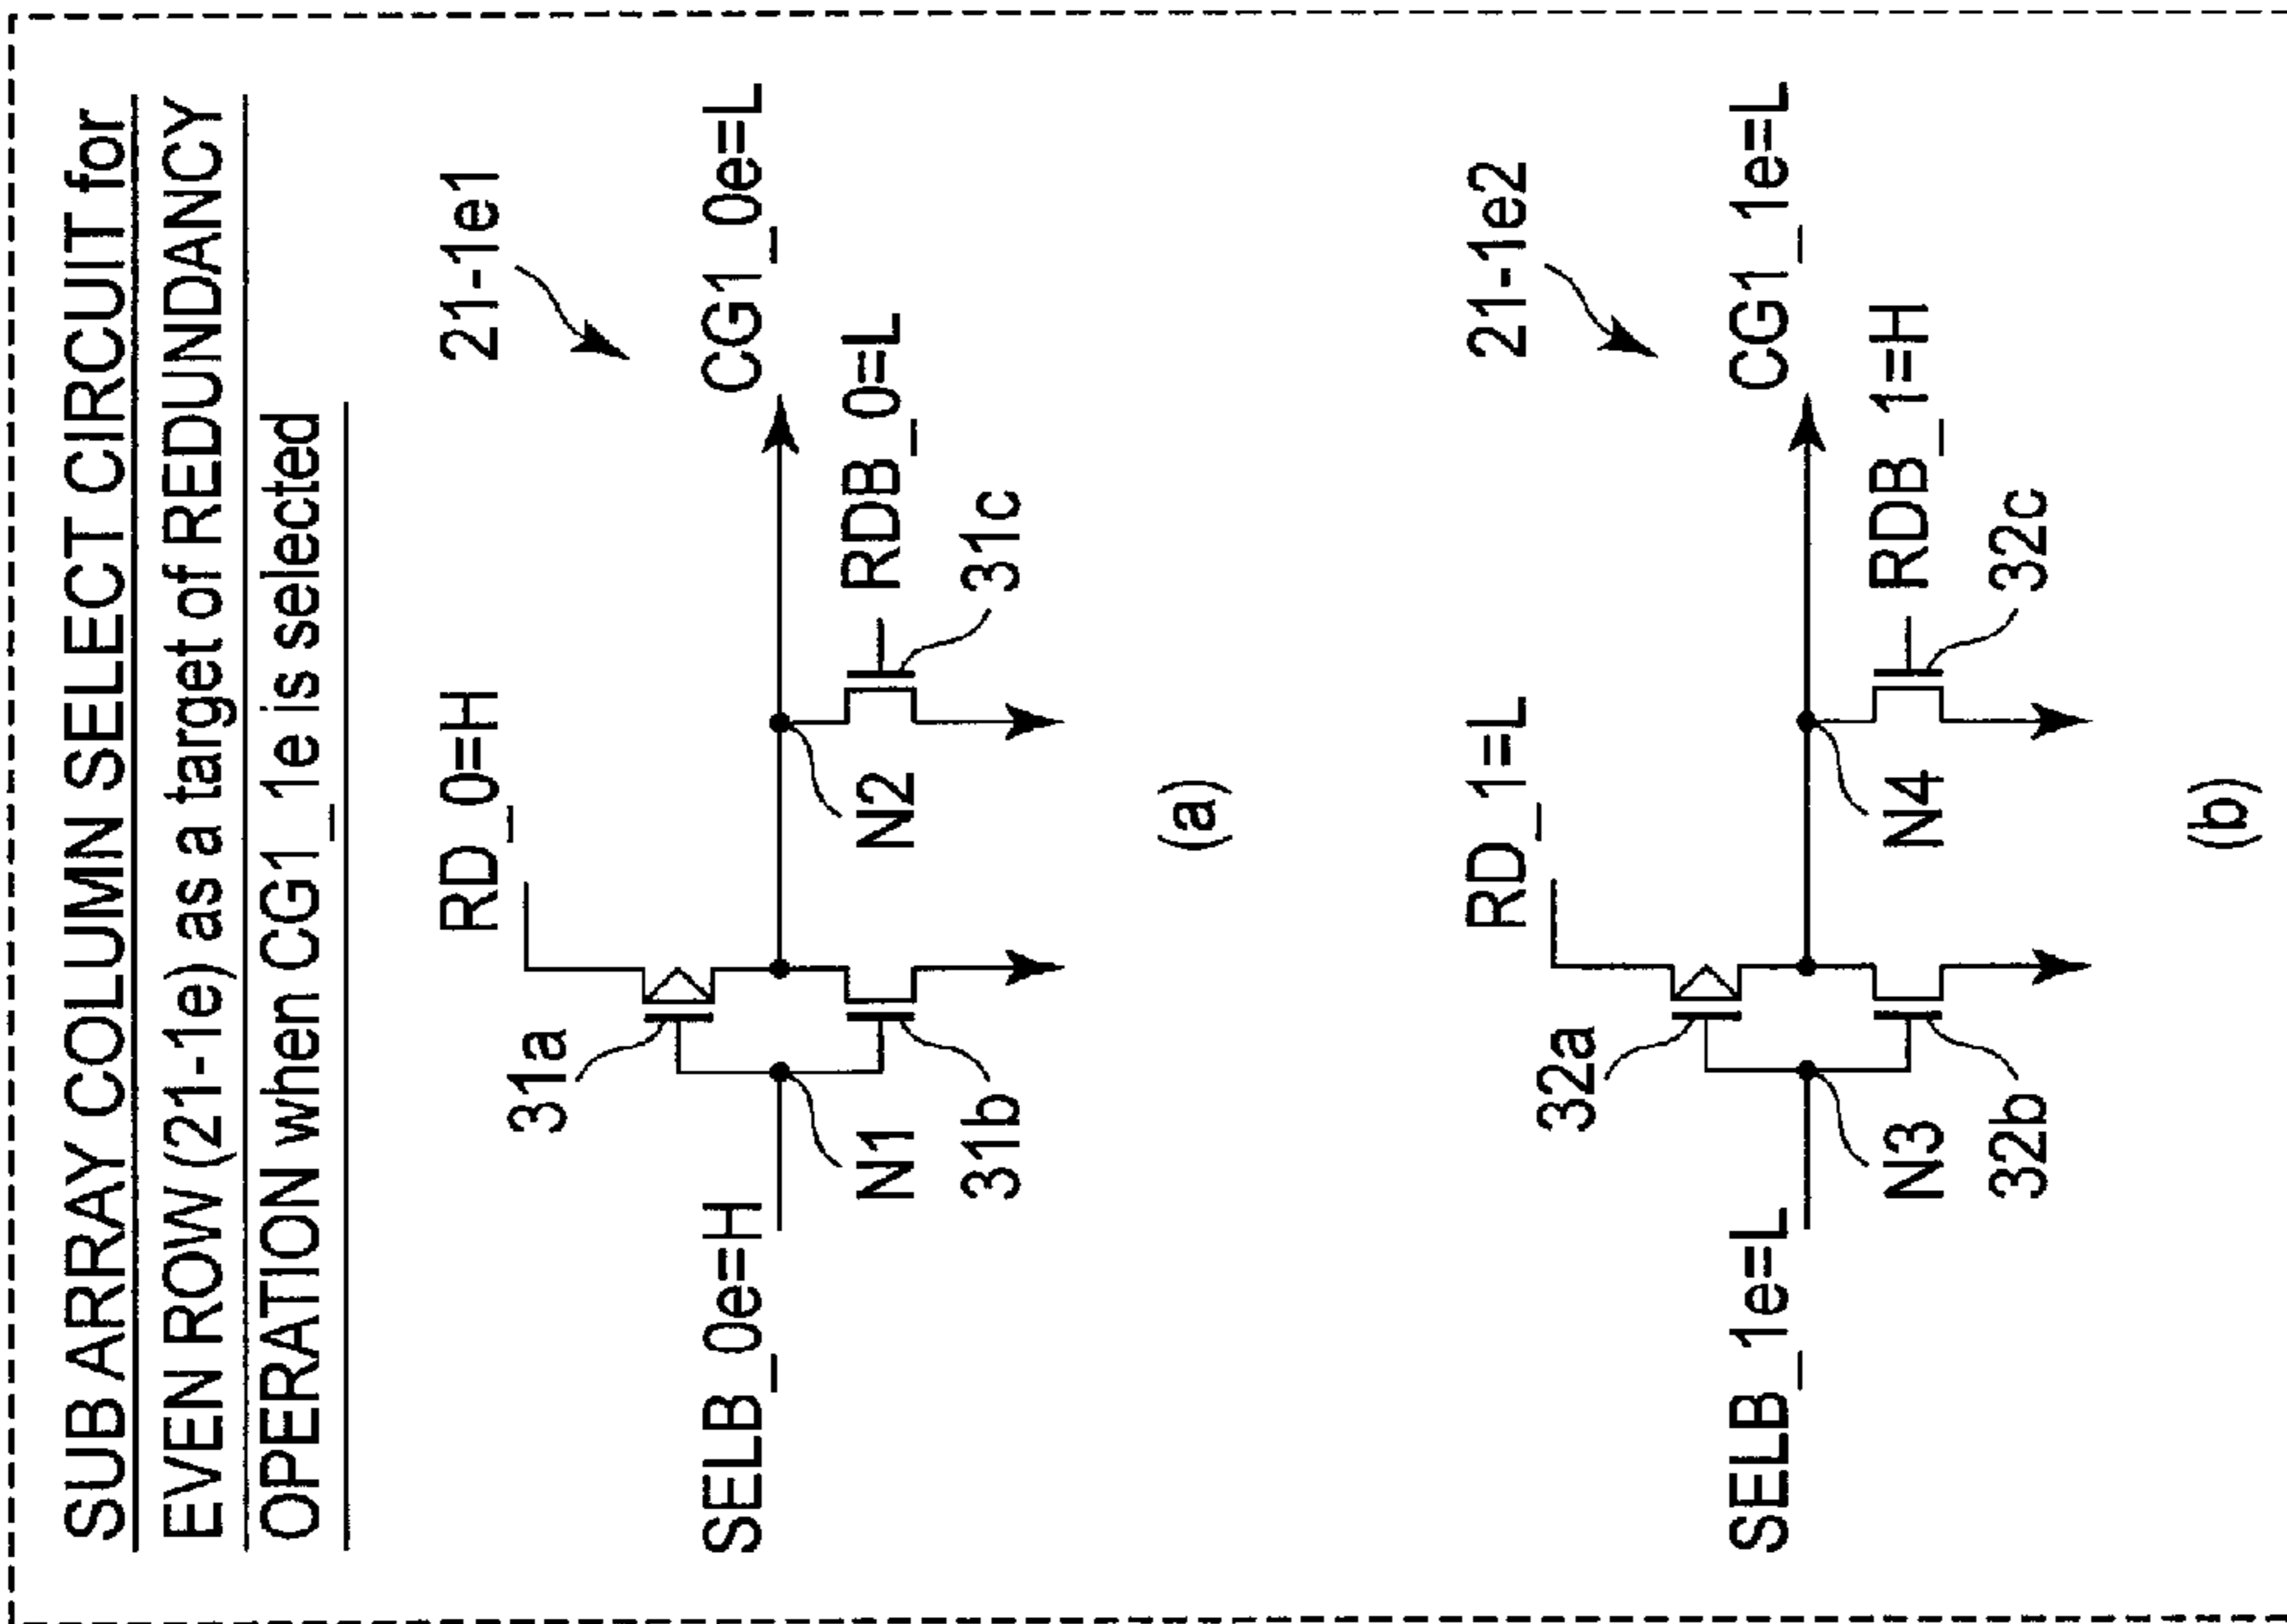 SUB ARRAY COLUMN SELECT CIRCUIT for
EVEN ROW (21-1e) as a target of REDUNDANCY
OPERATION when CG1_1e is selected
21-1e1
RD_0=H
31a
SELB_0e=H
CG1_0e=L
N1
N2
RDB_0=L
31b
31c
(a)
21-1e2
RD_1=L
32a
SELB_1e=L
CG1_1e=L
N3
N4
RDB_1=H
32b
32c
(b)